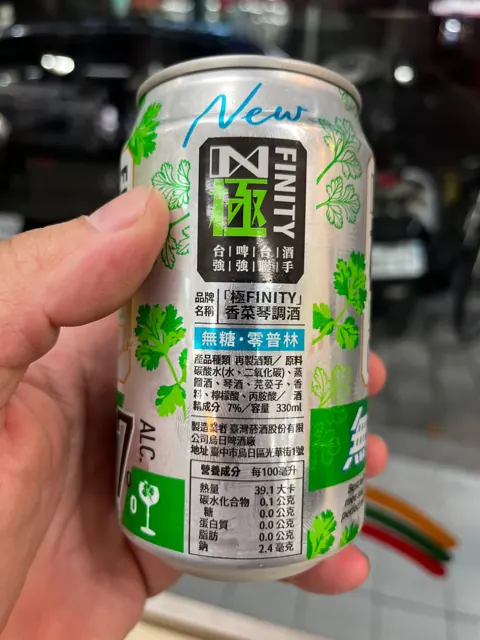 New
FINITY
極
台|啤|台|酒
強|強|聯|手
品牌名稱 「極FINITY」
香菜琴調酒
無糖·零普林
產品種類 再製酒類/原料
碳酸水(水、二氧化碳)、蒸
餾酒、琴酒、芫荽子、香
料、檸檬酸、丙胺酸/酒
精成分 7%/容量 330ml
製造業者 臺灣菸酒股份有限
公司烏日啤酒廠
地址 臺中市烏日區光華街1號
營養成分 每100毫升
熱量 39.1 大卡
碳水化合物 0.1 公克
糖 0.0 公克
蛋白質 0.0 公克
脂肪 0.0 公克
鈉 2.4 毫克
ALC.
7%
無